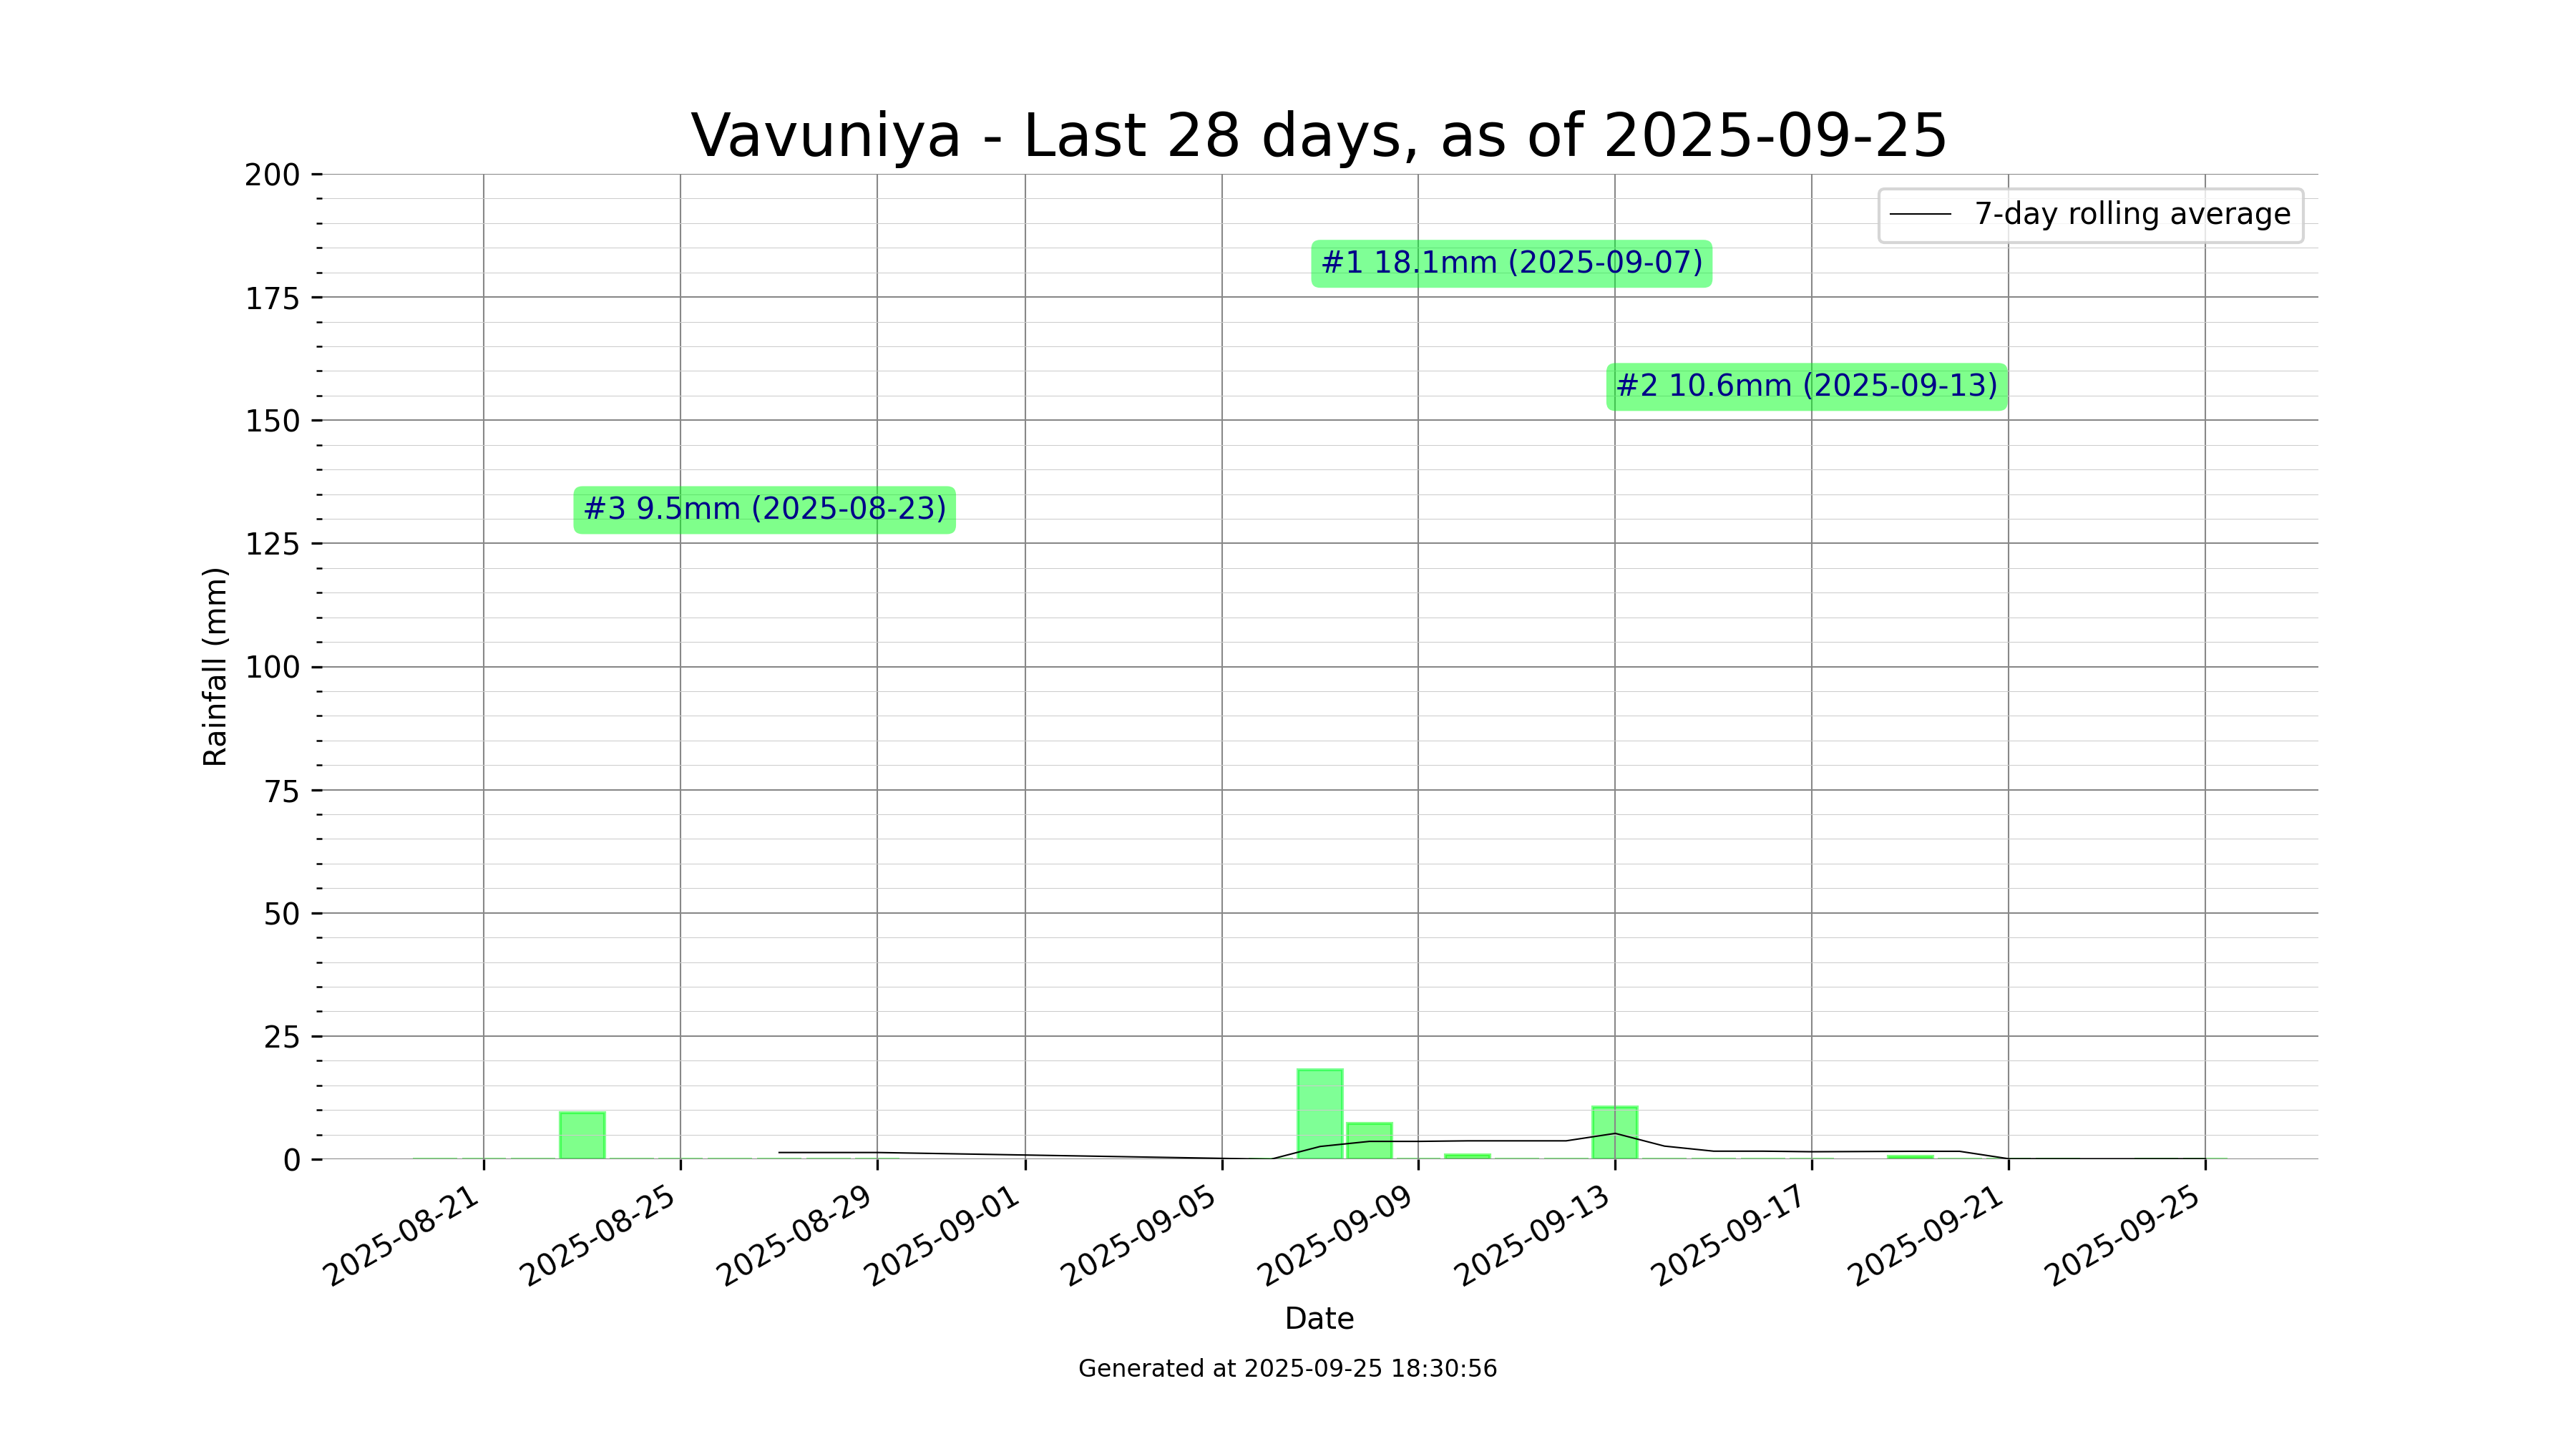 Vavuniya - Last 28 days, as of 2025-09-25
200
175
150
125
100
75
50
25
0
Rainfall (mm)
7-day rolling average
#1 18.1mm (2025-09-07)
#2 10.6mm (2025-09-13)
#3 9.5mm (2025-08-23)
2025-08-21
2025-08-25
2025-08-29
2025-09-01
2025-09-05
2025-09-09
2025-09-13
2025-09-17
2025-09-21
2025-09-25
Date
Generated at 2025-09-25 18:30:56